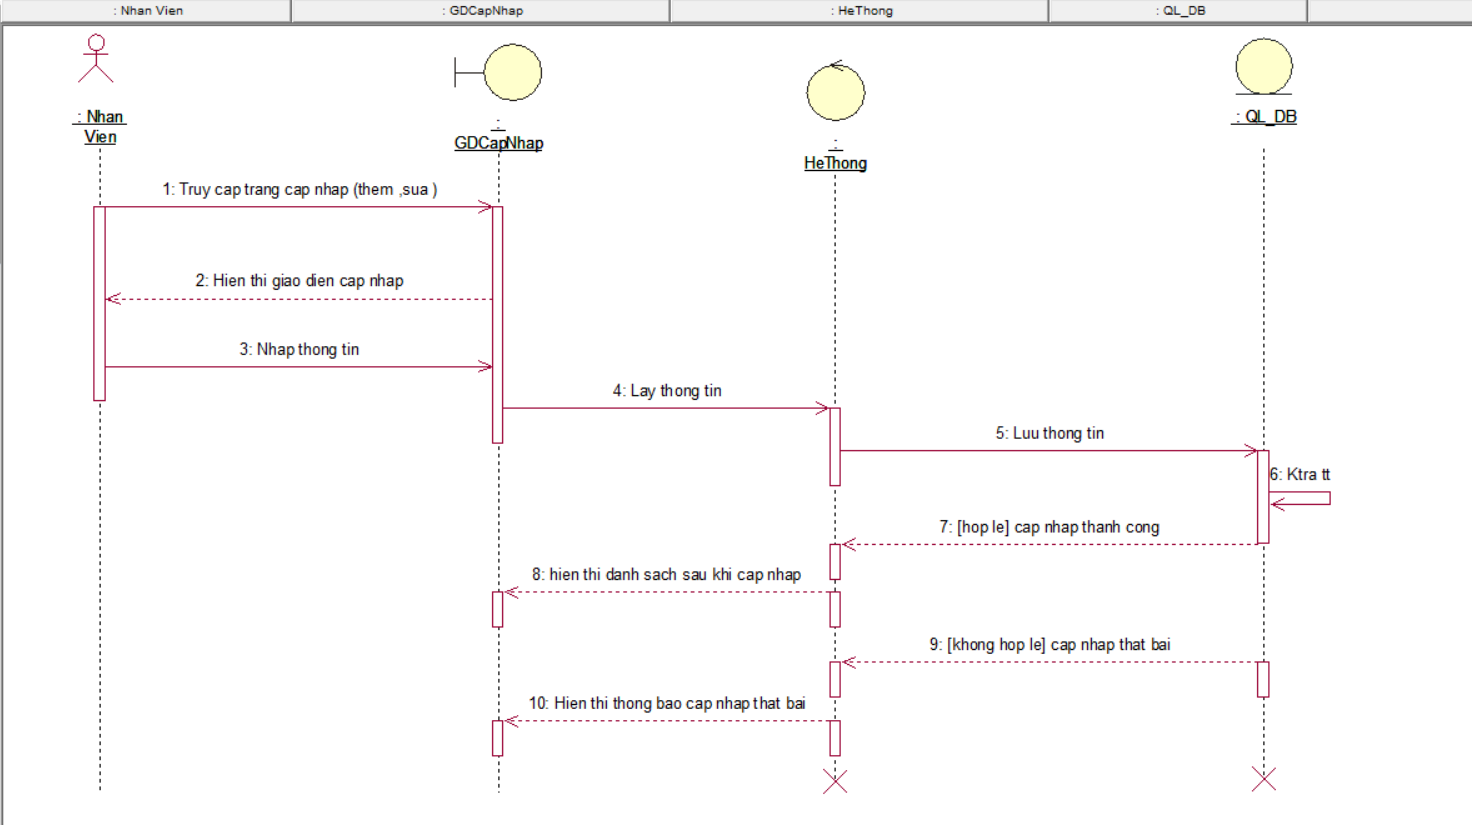 : Nhan Vien
: GDCapNhap
: HeThong
: QL_DB
: Nhan
Vien
:
GDCapNhap
:
HeThong
: QL_DB
1: Truy cap trang cap nhap (them ,sua )
2: Hien thi giao dien cap nhap
3: Nhap thong tin
4: Lay thong tin
5: Luu thong tin
6: Ktra tt
7: [hop le] cap nhap thanh cong
8: hien thi danh sach sau khi cap nhap
9: [khong hop le] cap nhap that bai
10: Hien thi thong bao cap nhap that bai